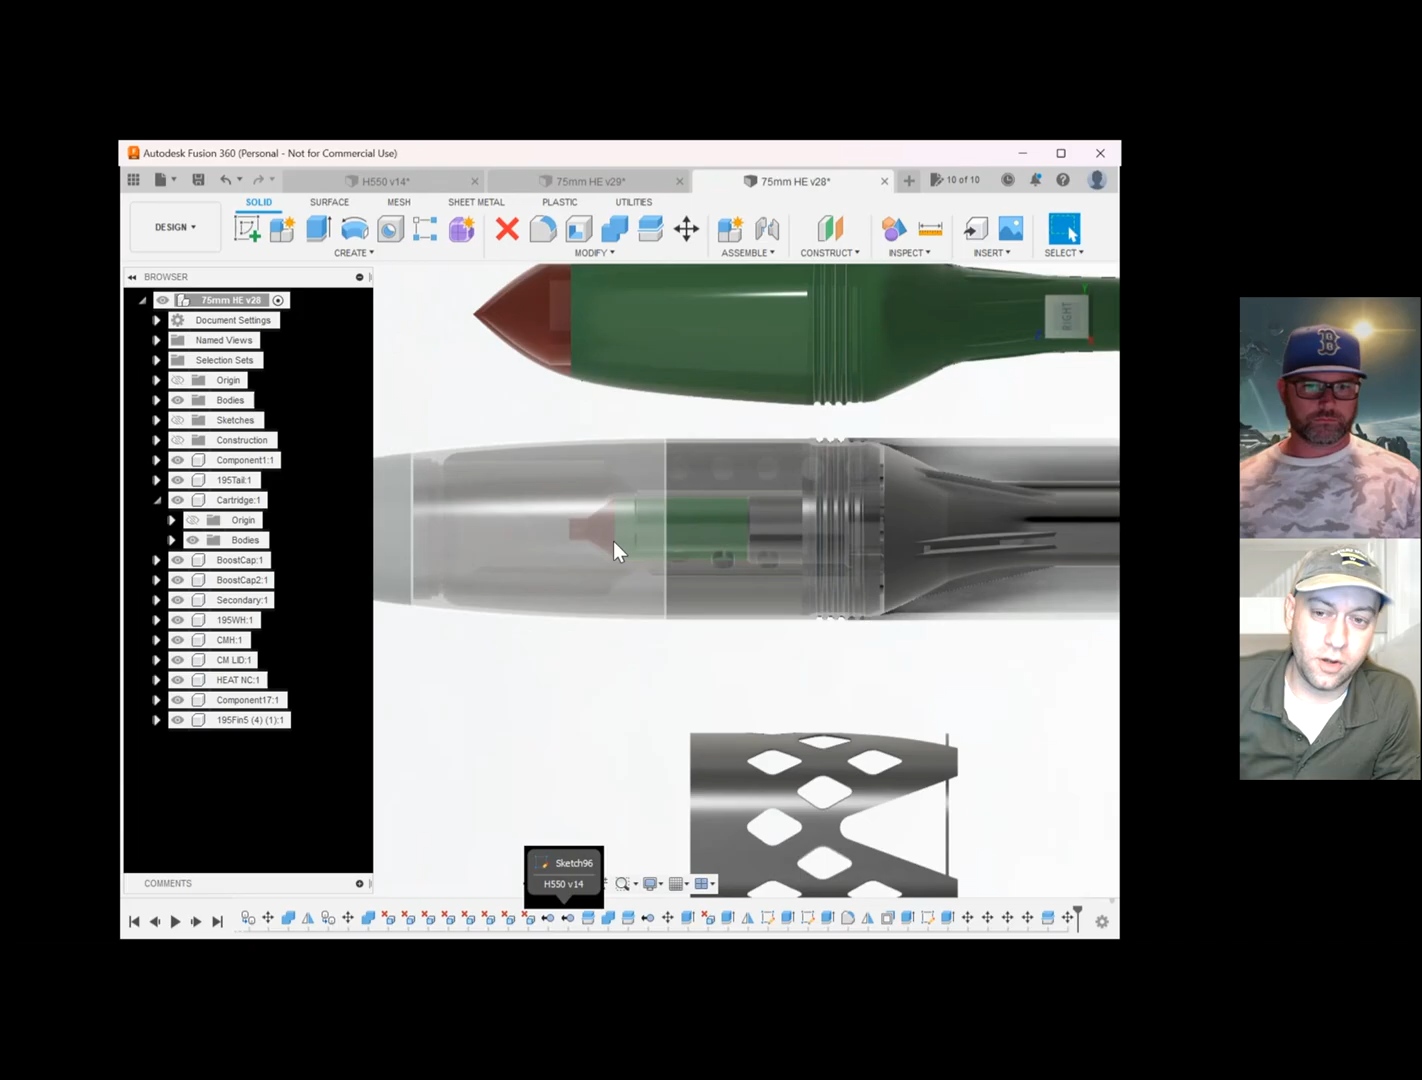 Autodesk Fusion 360 (Personal - Not for Commercial Use)
H550 v14*
75mm HE v29*
75mm HE v28*
10 of 10
SOLID
SURFACE
MESH
SHEET METAL
PLASTIC
UTILITIES
DESIGN
CREATE
MODIFY
ASSEMBLE
CONSTRUCT
INSPECT
INSERT
SELECT
BROWSER
75mm HE v28
Document Settings
Named Views
Selection Sets
Origin
Bodies
Sketches
Construction
Component1:1
195Tail:1
Cartridge:1
Origin
Bodies
BoostCap:1
BoostCap2:1
Secondary:1
195WH:1
CMH:1
CM LID:1
HEAT NC:1
Component17:1
195Fin5 (4) (1):1
RIGHT
Sketch96
H550 v14
COMMENTS
B